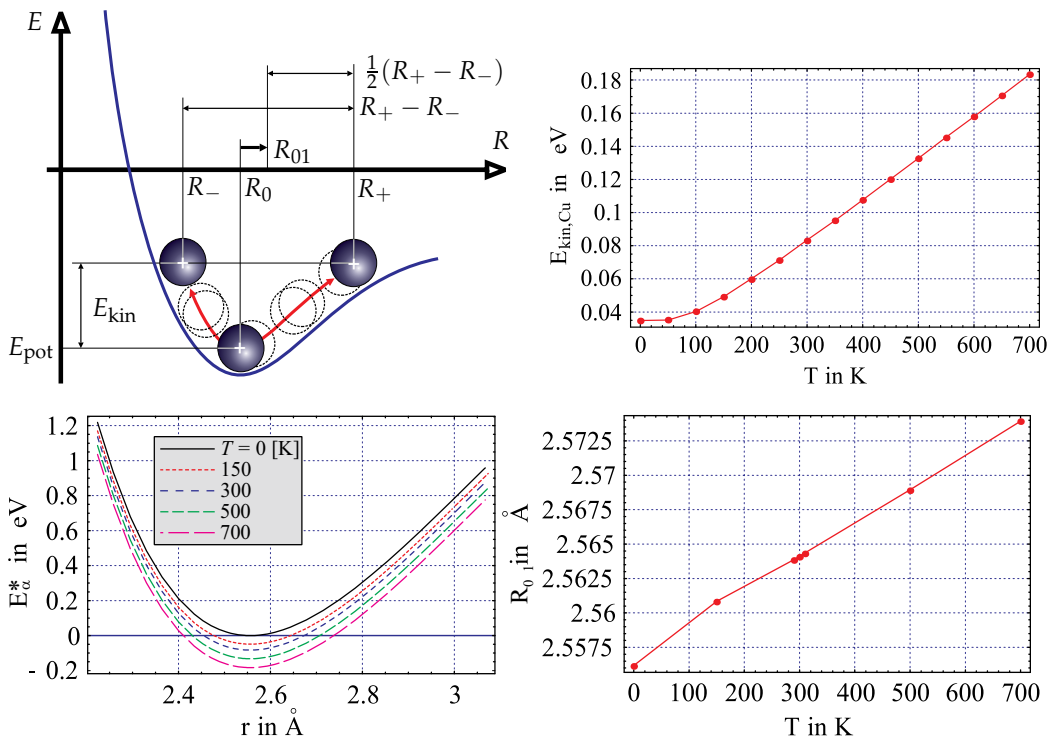 E
½(R₊ − R₋)
R₊ − R₋
R
R₀₁
R₋
R₀
R₊
E_kin
E_pot
E_kin,Cu in eV
0.18
0.16
0.14
0.12
0.1
0.08
0.06
0.04
0 100 200 300 400 500 600 700
T in K
E*_α in eV
1.2
1
0.8
0.6
0.4
0.2
0
- 0.2
T = 0 [K]
150
300
500
700
2.4 2.6 2.8 3
r in Å
R₀₁ in Å
2.5725
2.57
2.5675
2.565
2.5625
2.56
2.5575
0 100 200 300 400 500 600 700
T in K